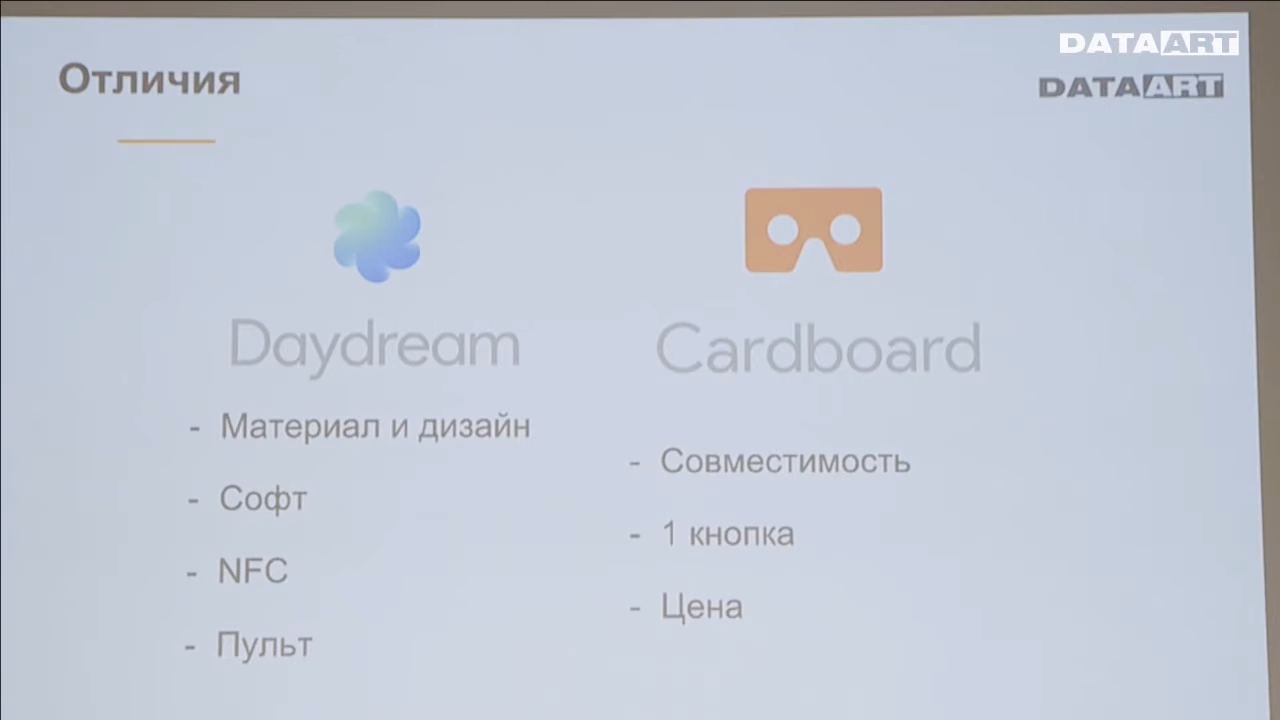 DATAART
Отличия
DATAART
Daydream
- Материал и дизайн
- Софт
- NFC
- Пульт
Cardboard
- Совместимость
- 1 кнопка
- Цена